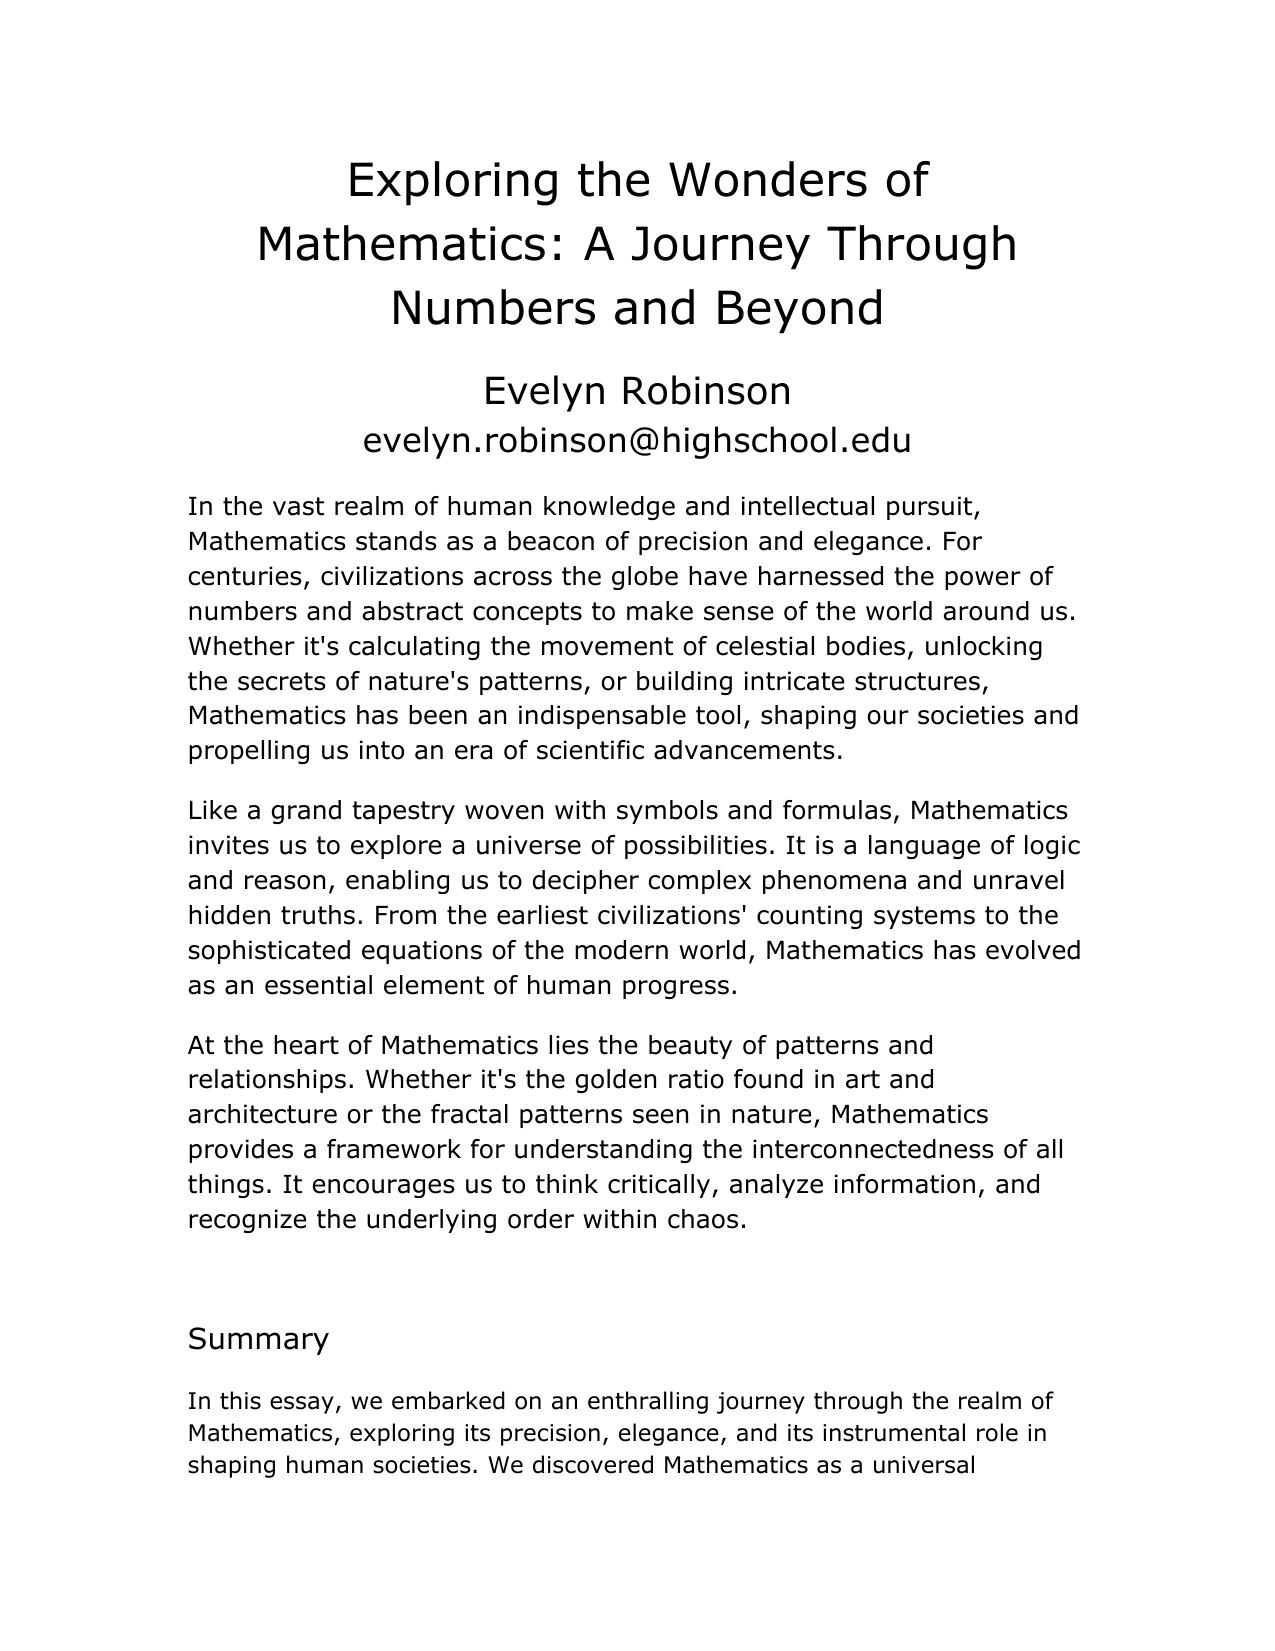 Exploring the Wonders of
Mathematics: A Journey Through
Numbers and Beyond
Evelyn Robinson
evelyn.robinson@highschool.edu
In the vast realm of human knowledge and intellectual pursuit,
Mathematics stands as a beacon of precision and elegance. For
centuries, civilizations across the globe have harnessed the power of
numbers and abstract concepts to make sense of the world around us.
Whether it's calculating the movement of celestial bodies, unlocking
the secrets of nature's patterns, or building intricate structures,
Mathematics has been an indispensable tool, shaping our societies and
propelling us into an era of scientific advancements.
Like a grand tapestry woven with symbols and formulas, Mathematics
invites us to explore a universe of possibilities. It is a language of logic
and reason, enabling us to decipher complex phenomena and unravel
hidden truths. From the earliest civilizations' counting systems to the
sophisticated equations of the modern world, Mathematics has evolved
as an essential element of human progress.
At the heart of Mathematics lies the beauty of patterns and
relationships. Whether it's the golden ratio found in art and
architecture or the fractal patterns seen in nature, Mathematics
provides a framework for understanding the interconnectedness of all
things. It encourages us to think critically, analyze information, and
recognize the underlying order within chaos.
Summary
In this essay, we embarked on an enthralling journey through the realm of
Mathematics, exploring its precision, elegance, and its instrumental role in
shaping human societies. We discovered Mathematics as a universal